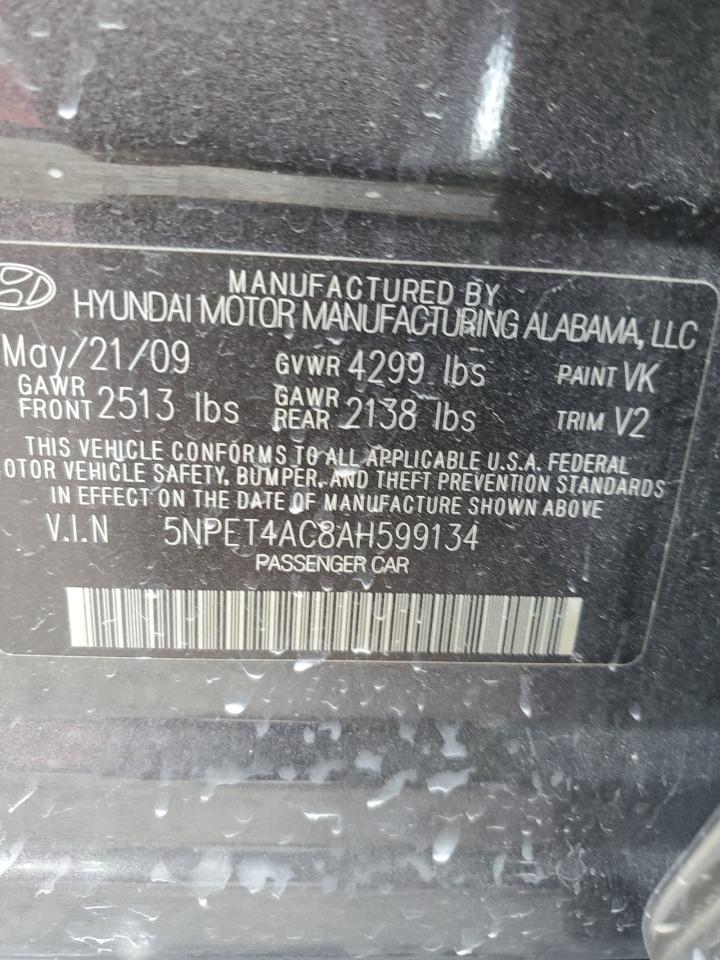 MANUFACTURED BY
HYUNDAI MOTOR MANUFACTURING ALABAMA, LLC
May/21/09 GVWR 4299 lbs PAINT VK
GAWR FRONT 2513 lbs GAWR REAR 2138 lbs TRIM V2
THIS VEHICLE CONFORMS TO ALL APPLICABLE U.S.A. FEDERAL
OTOR VEHICLE SAFETY, BUMPER, AND THEFT PREVENTION STANDARDS
IN EFFECT ON THE DATE OF MANUFACTURE SHOWN ABOVE
V.I.N 5NPET4AC8AH599134
PASSENGER CAR